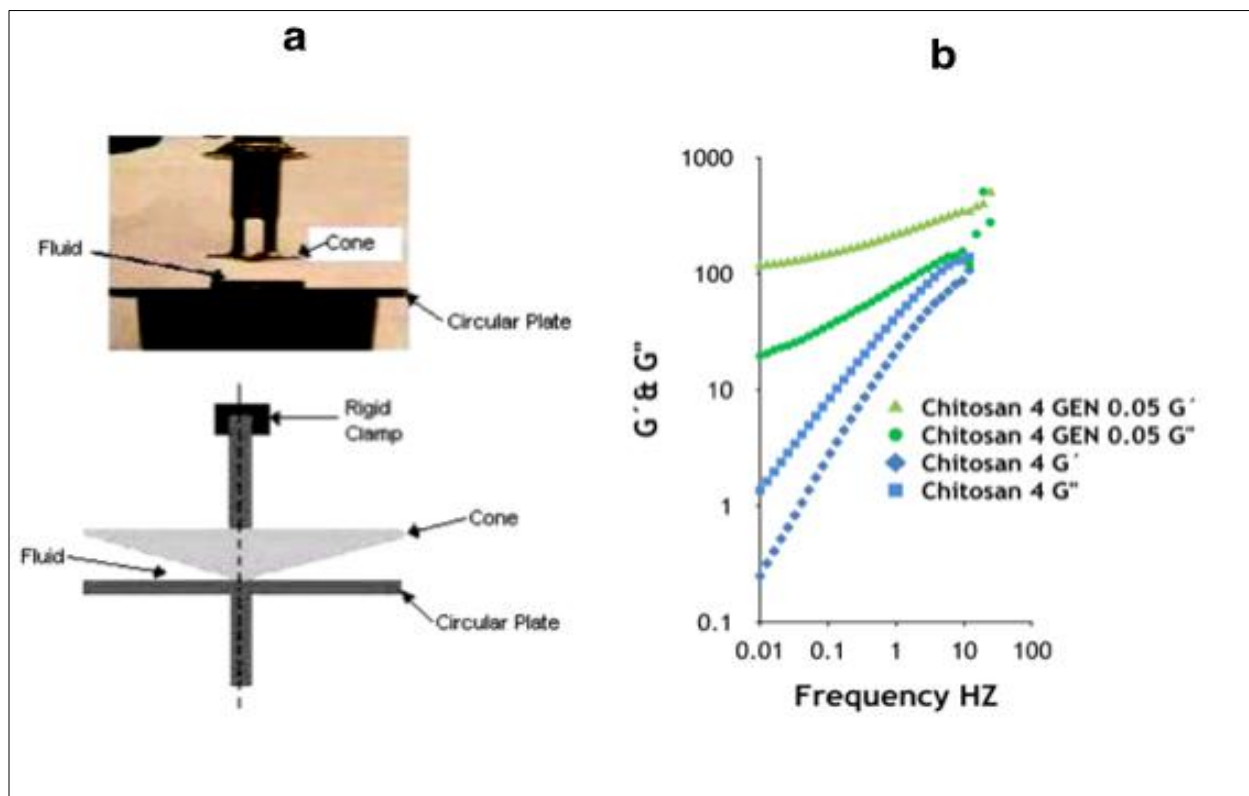 a
Fluid
Cone
Circular Plate
Rigid
Clamp
Cone
Fluid
Circular Plate
b
G´& G"
1000
100
10
1
0.1
0.01
0.1
1
10
100
Frequency HZ
Chitosan 4 GEN 0.05 G´
Chitosan 4 GEN 0.05 G"
Chitosan 4 G´
Chitosan 4 G"